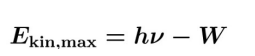 E_kin,max = hν − W